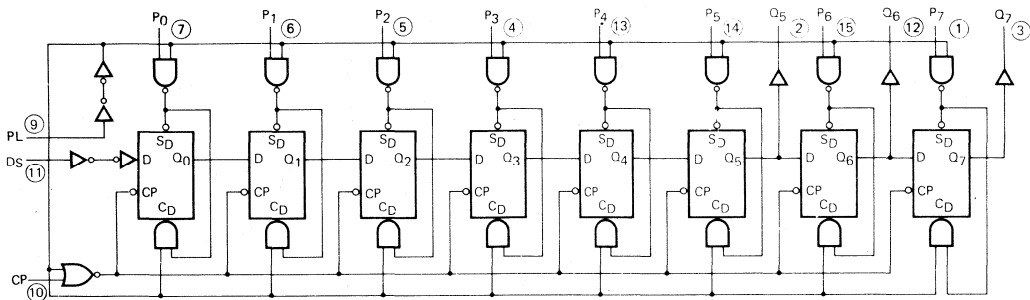 P0 P1 P2 P3 P4 P5 Q5 P6 Q6 P7 Q7
7 6 5 4 13 14 2 15 12 1 3
9
PL
SD SD SD SD SD SD SD SD
DS D Q0 D Q1 D Q2 D Q3 D Q4 D Q5 D Q6 D Q7
11
CP CP CP CP CP CP CP CP
CD CD CD CD CD CD CD CD
CP
10